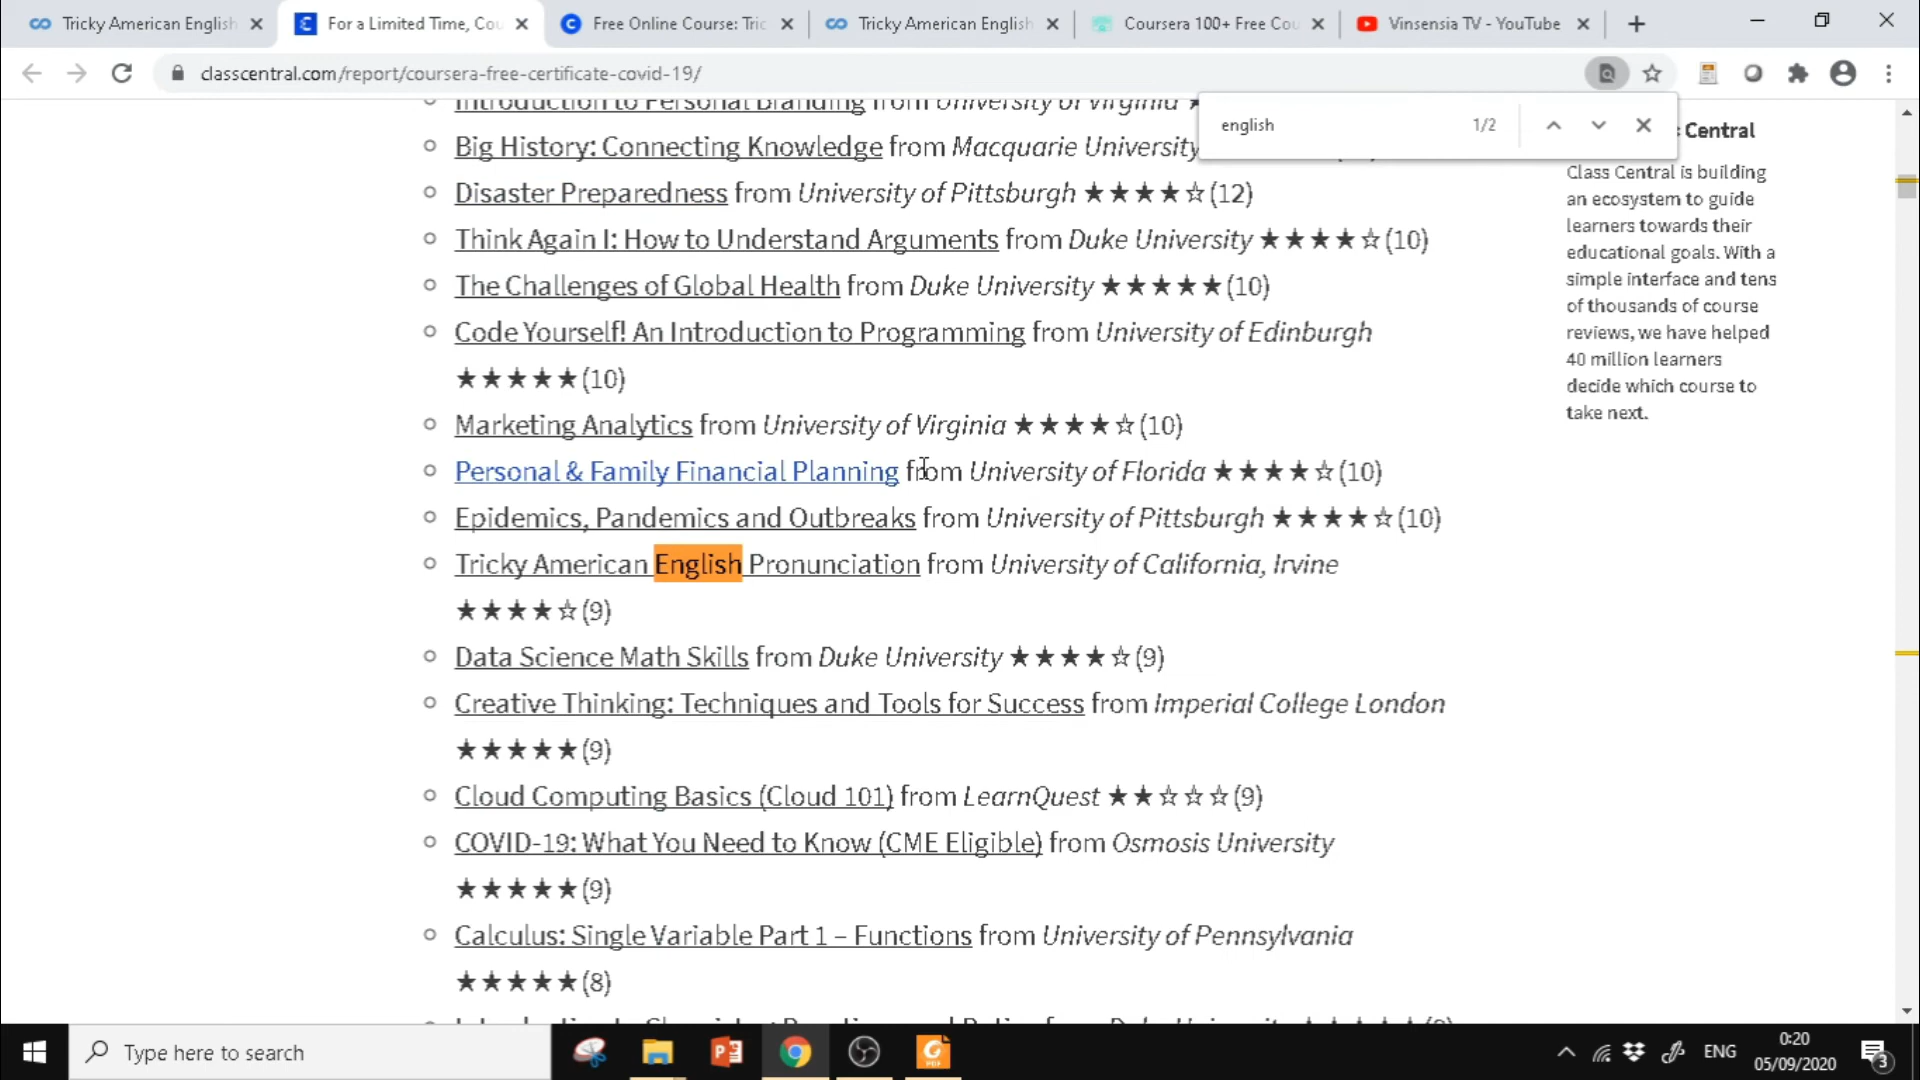 Tricky American English
For a Limited Time, Cou
Free Online Course: Tric
Tricky American English
Coursera 100+ Free Cou
Vinsensia TV - YouTube
classcentral.com/report/coursera-free-certificate-covid-19/
english 1/2
Introduction to Personal Branding from University of Virginia ★
Big History: Connecting Knowledge from Macquarie University
Disaster Preparedness from University of Pittsburgh ★★★★☆(12)
Think Again I: How to Understand Arguments from Duke University ★★★★☆(10)
The Challenges of Global Health from Duke University ★★★★★(10)
Code Yourself! An Introduction to Programming from University of Edinburgh
★★★★★(10)
Marketing Analytics from University of Virginia ★★★★☆(10)
Personal & Family Financial Planning from University of Florida ★★★★☆(10)
Epidemics, Pandemics and Outbreaks from University of Pittsburgh ★★★★☆(10)
Tricky American English Pronunciation from University of California, Irvine
★★★★☆(9)
Data Science Math Skills from Duke University ★★★★☆(9)
Creative Thinking: Techniques and Tools for Success from Imperial College London
★★★★★(9)
Cloud Computing Basics (Cloud 101) from LearnQuest ★★☆☆☆(9)
COVID-19: What You Need to Know (CME Eligible) from Osmosis University
★★★★★(9)
Calculus: Single Variable Part 1 – Functions from University of Pennsylvania
★★★★★(8)
Central
Class Central is building
an ecosystem to guide
learners towards their
educational goals. With a
simple interface and tens
of thousands of course
reviews, we have helped
40 million learners
decide which course to
take next.
Type here to search
ENG
0:20
05/09/2020
3